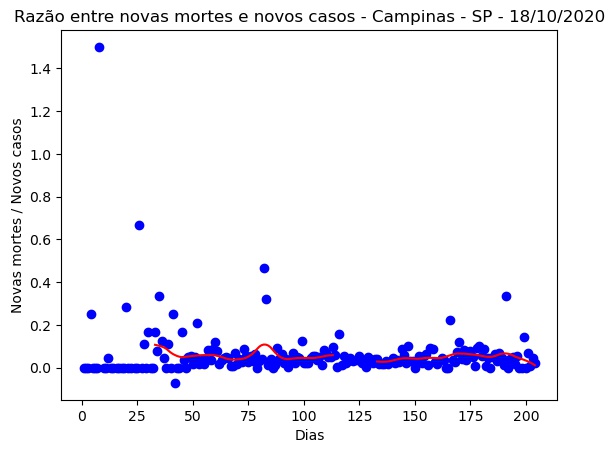 Razão entre novas mortes e novos casos - Campinas - SP - 18/10/2020
1.4
1.2
1.0
0.8
0.6
0.4
0.2
0.0
Novas mortes / Novos casos
0 25 50 75 100 125 150 175 200
Dias